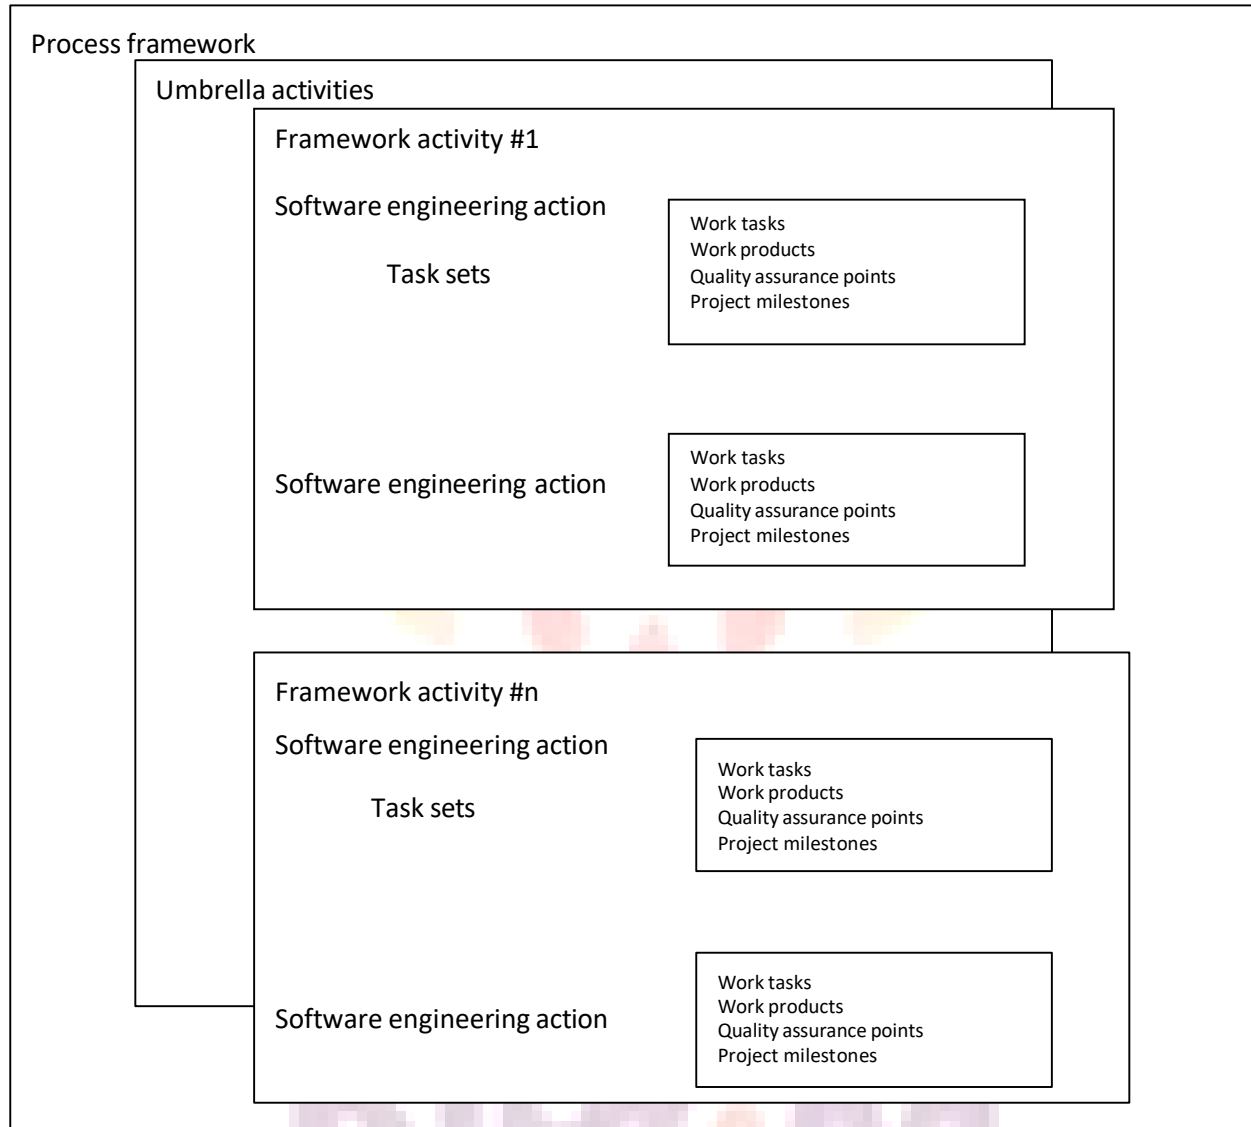 Process framework
Umbrella activities
Framework activity #1
Software engineering action
Task sets
Work tasks
Work products
Quality assurance points
Project milestones
Software engineering action
Work tasks
Work products
Quality assurance points
Project milestones
Framework activity #n
Software engineering action
Task sets
Work tasks
Work products
Quality assurance points
Project milestones
Software engineering action
Work tasks
Work products
Quality assurance points
Project milestones